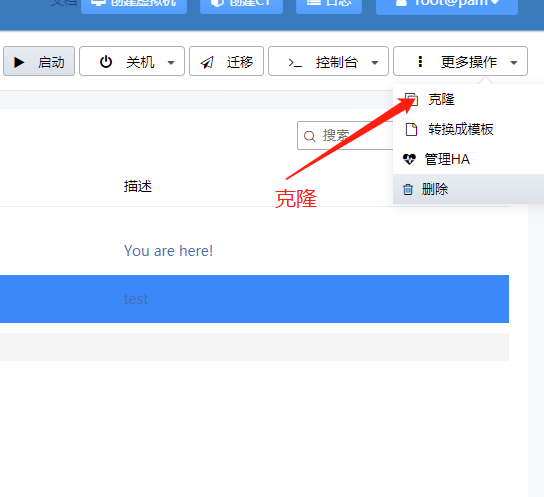 文档 创建虚拟机 创建CT 日志 root@pam
启动 关机 迁移 控制台 更多操作
克隆
转换成模板
搜索
管理HA
描述
删除
克隆
You are here!
test